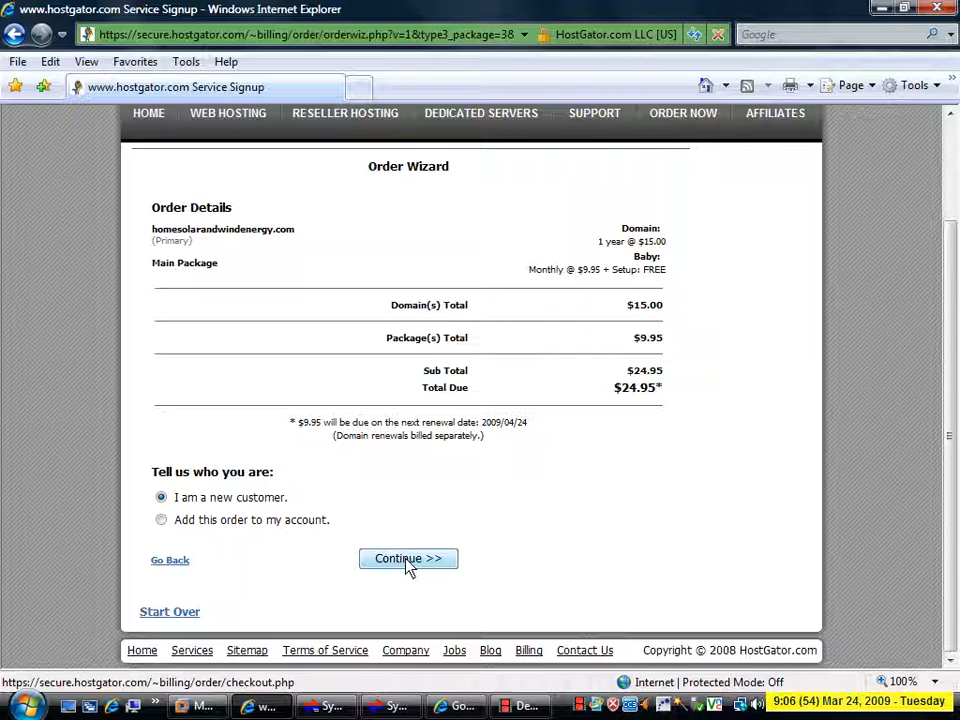 www.hostgator.com Service Signup - Windows Internet Explorer
https://secure.hostgator.com/~billing/order/orderwiz.php?v=1&type3_package=38
HostGator.com LLC [US]
Google
File Edit View Favorites Tools Help
www.hostgator.com Service Signup
Page
Tools
HOME WEB HOSTING RESELLER HOSTING DEDICATED SERVERS SUPPORT ORDER NOW AFFILIATES
Order Wizard
Order Details
homesolarandwindenergy.com Domain:
(Primary) 1 year @ $15.00
Main Package Baby:
Monthly @ $9.95 + Setup: FREE
Domain(s) Total $15.00
Package(s) Total $9.95
Sub Total $24.95
Total Due $24.95*
* $9.95 will be due on the next renewal date: 2009/04/24
(Domain renewals billed separately.)
Tell us who you are:
I am a new customer.
Add this order to my account.
Go Back Continue >>
Start Over
Home Services Sitemap Terms of Service Company Jobs Blog Billing Contact Us Copyright © 2008 HostGator.com
https://secure.hostgator.com/~billing/order/checkout.php Internet | Protected Mode: Off 100%
M... w... Sy... Sy... Go... De... 9:06 (54) Mar 24, 2009 - Tuesday